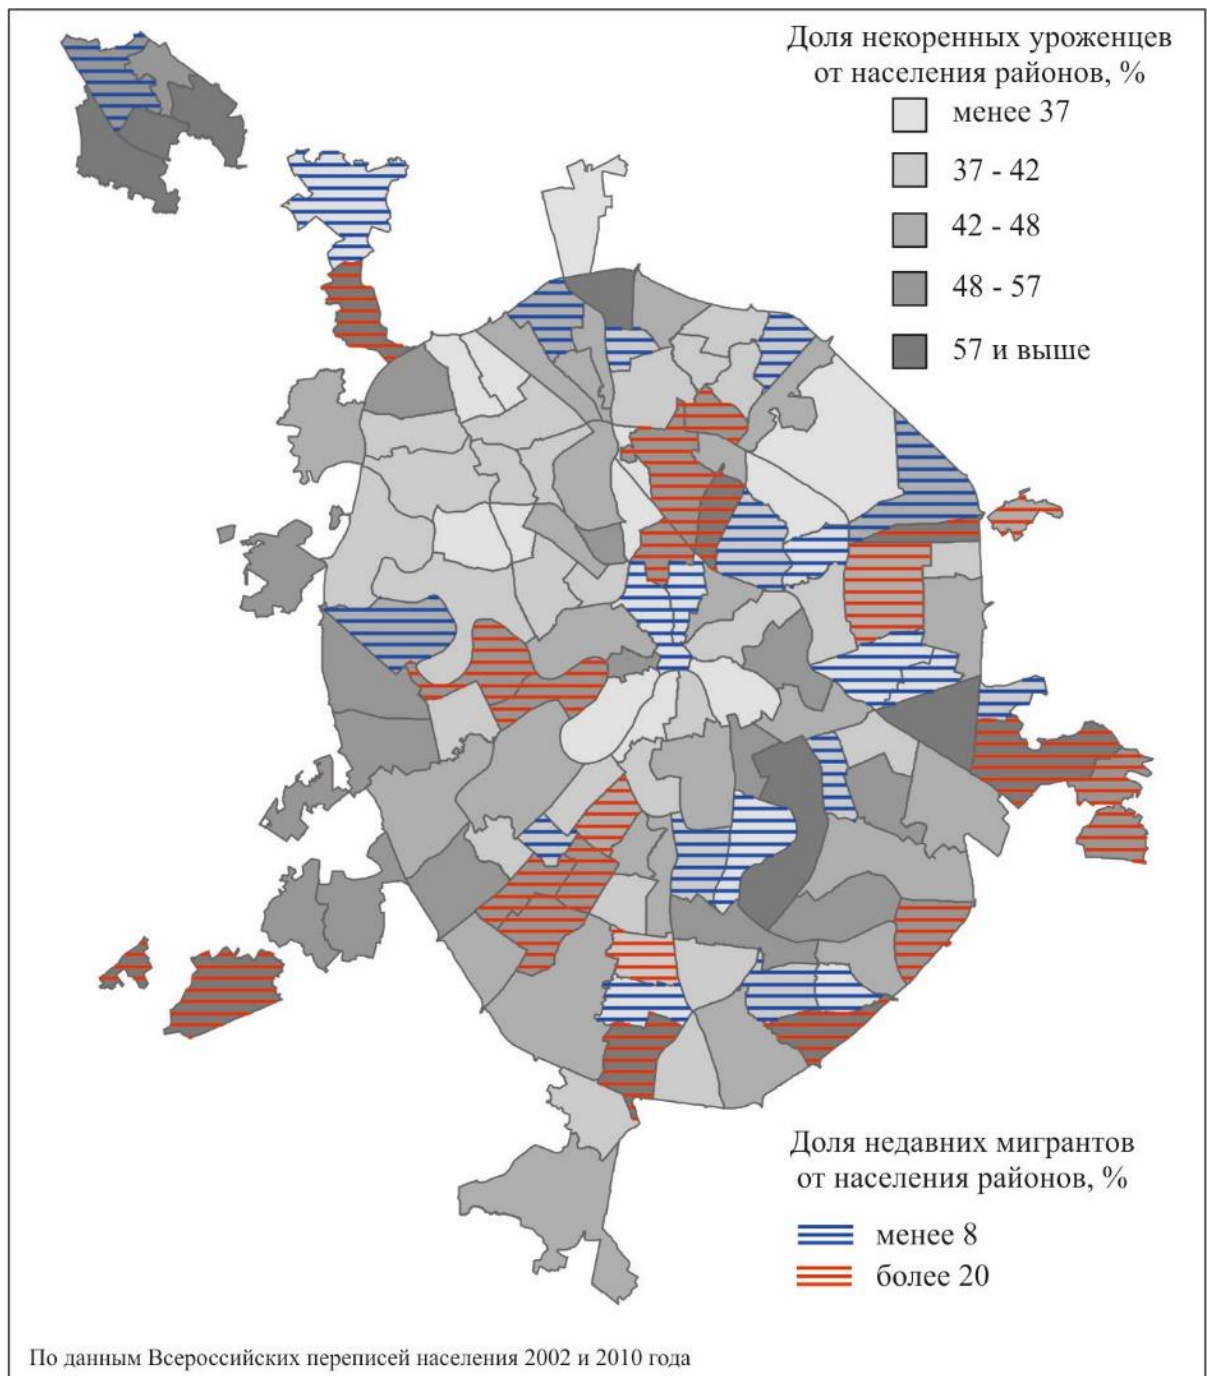 Доля некоренных уроженцев
от населения районов, %
менее 37
37 - 42
42 - 48
48 - 57
57 и выше
Доля недавних мигрантов
от населения районов, %
менее 8
более 20
По данным Всероссийских переписей населения 2002 и 2010 года